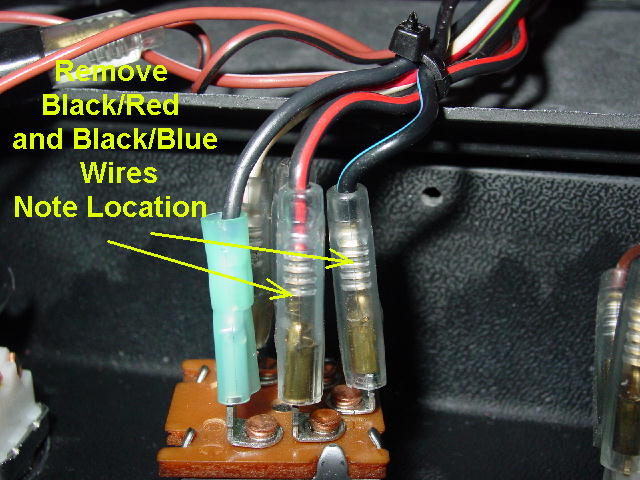 Remove
Black/Red
and Black/Blue
Wires
Note Location